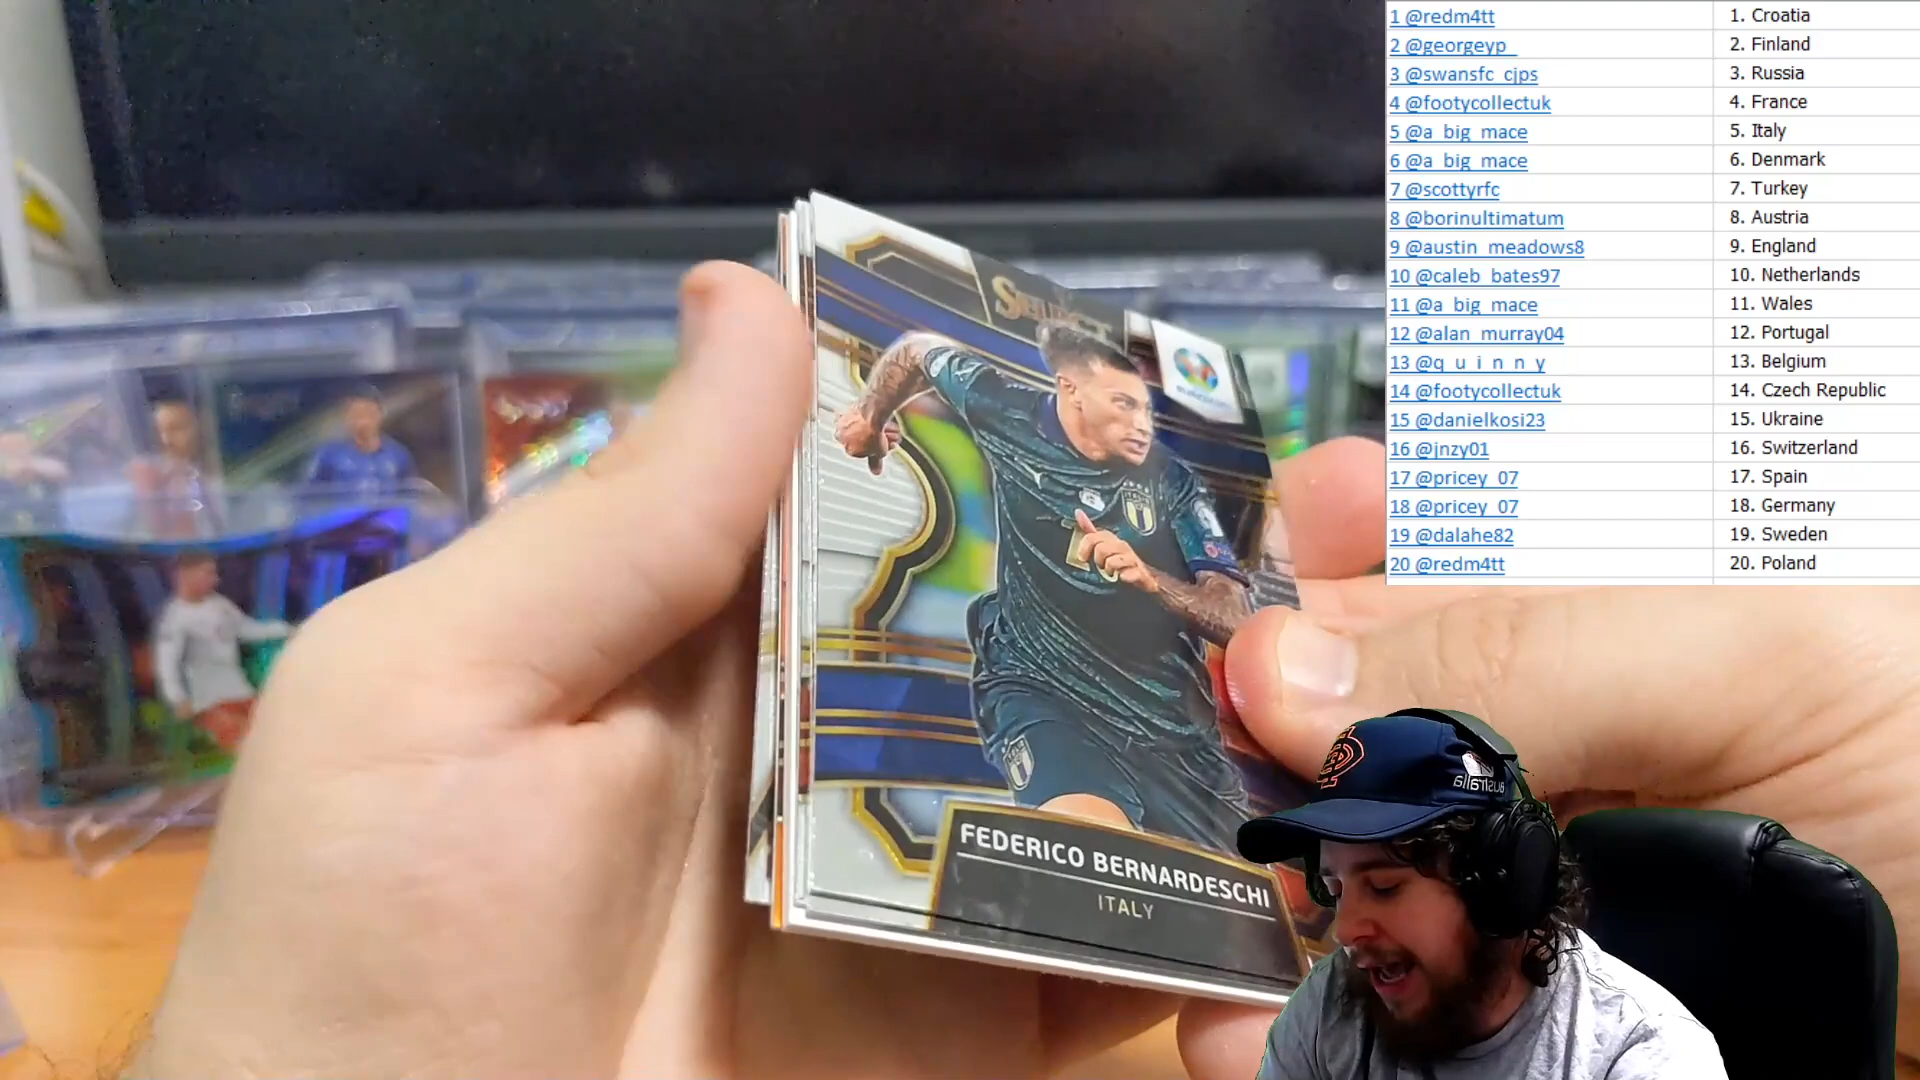 1 @redm4tt 1. Croatia
2 @georgeyp_ 2. Finland
3 @swansfc_cjps 3. Russia
4 @footycollectuk 4. France
5 @a_big_mace 5. Italy
6 @a_big_mace 6. Denmark
7 @scottyrfc 7. Turkey
8 @borinultimatum 8. Austria
9 @austin_meadows8 9. England
10 @caleb_bates97 10. Netherlands
11 @a_big_mace 11. Wales
12 @alan_murray04 12. Portugal
13 @q_u_i_n_n_y 13. Belgium
14 @footycollectuk 14. Czech Republic
15 @danielkosi23 15. Ukraine
16 @jnzy01 16. Switzerland
17 @pricey_07 17. Spain
18 @pricey_07 18. Germany
19 @dalahe82 19. Sweden
20 @redm4tt 20. Poland
SELECT
FEDERICO BERNARDESCHI
ITALY
australia